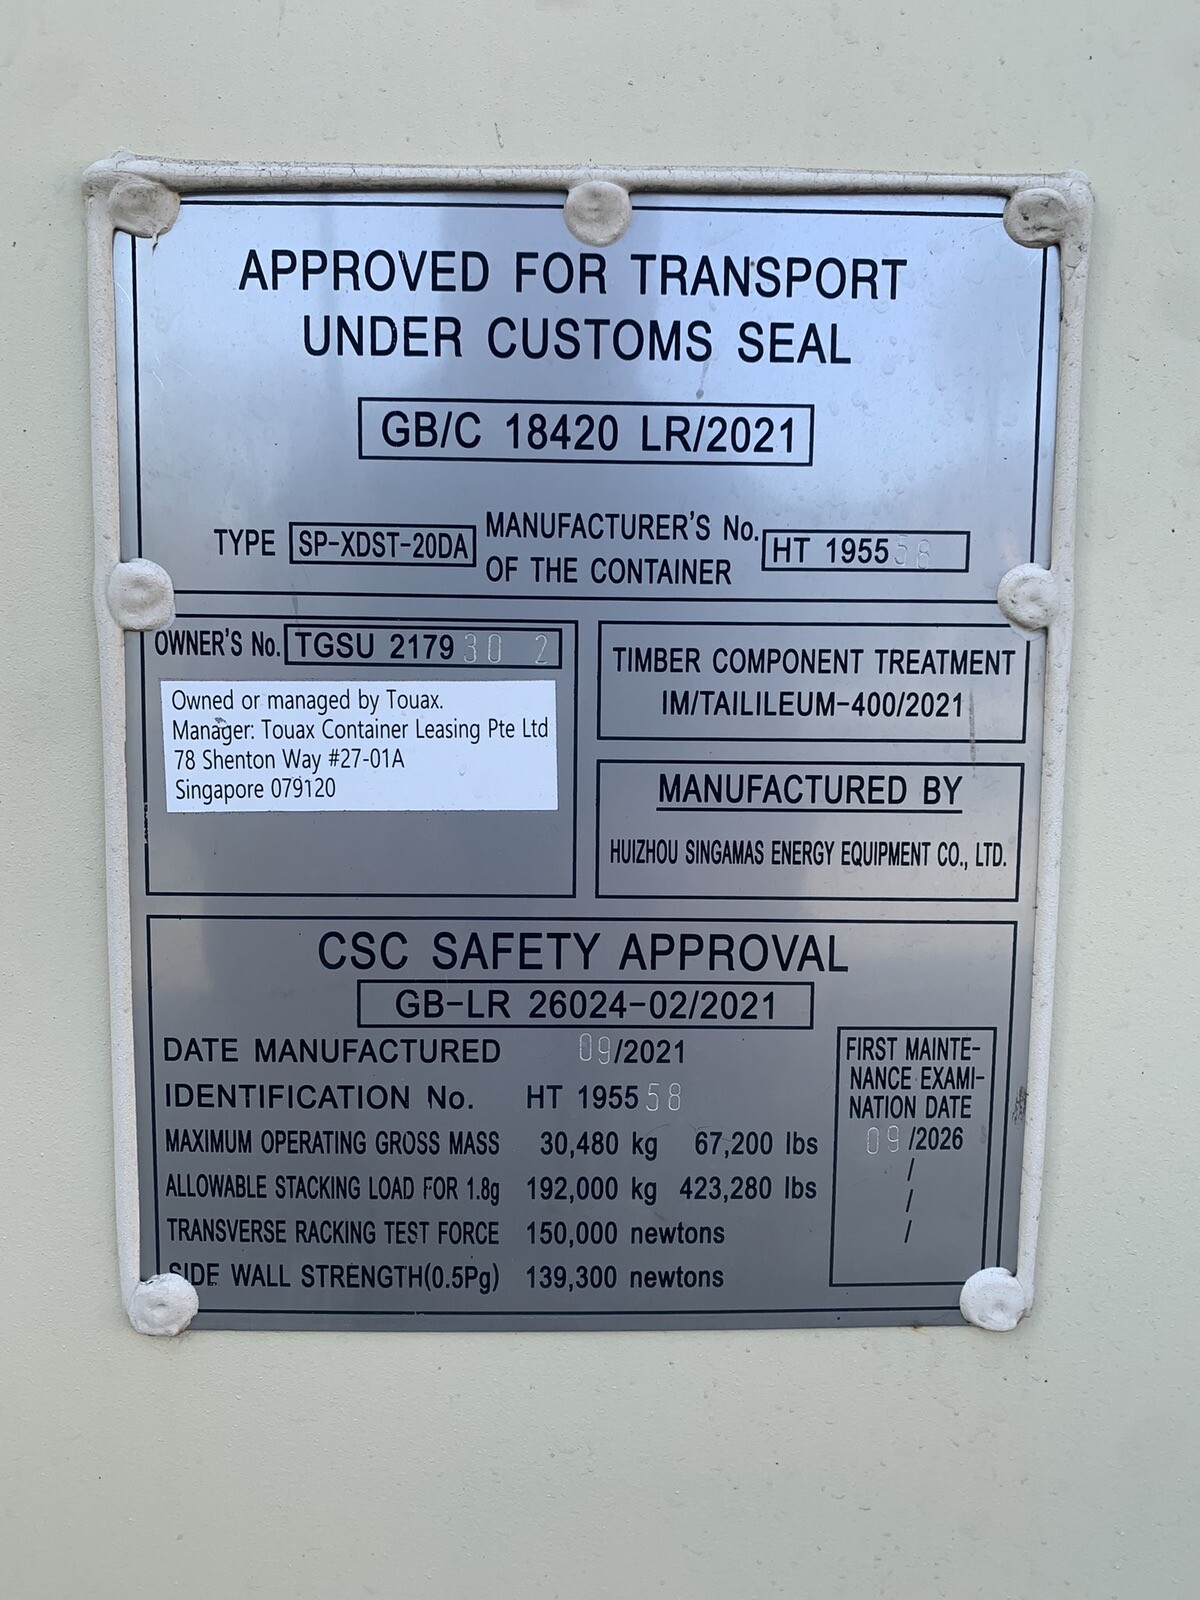 APPROVED FOR TRANSPORT
UNDER CUSTOMS SEAL
GB/C 18420 LR/2021
TYPE SP-XDST-20DA
MANUFACTURER'S No.
OF THE CONTAINER
HT 195558
OWNER'S No. TGSU 217930 2
Owned or managed by Touax.
Manager: Touax Container Leasing Pte Ltd
78 Shenton Way #27-01A
Singapore 079120
TIMBER COMPONENT TREATMENT
IM/TAILILEUM-400/2021
MANUFACTURED BY
HUIZHOU SINGAMAS ENERGY EQUIPMENT CO., LTD.
CSC SAFETY APPROVAL
GB-LR 26024-02/2021
DATE MANUFACTURED 09/2021
IDENTIFICATION No. HT 195558
MAXIMUM OPERATING GROSS MASS 30,480 kg 67,200 lbs
ALLOWABLE STACKING LOAD FOR 1.8g 192,000 kg 423,280 lbs
TRANSVERSE RACKING TEST FORCE 150,000 newtons
SIDE WALL STRENGTH(0.5Pg) 139,300 newtons
FIRST MAINTE-
NANCE EXAMI-
NATION DATE
09/2026
/
/
/